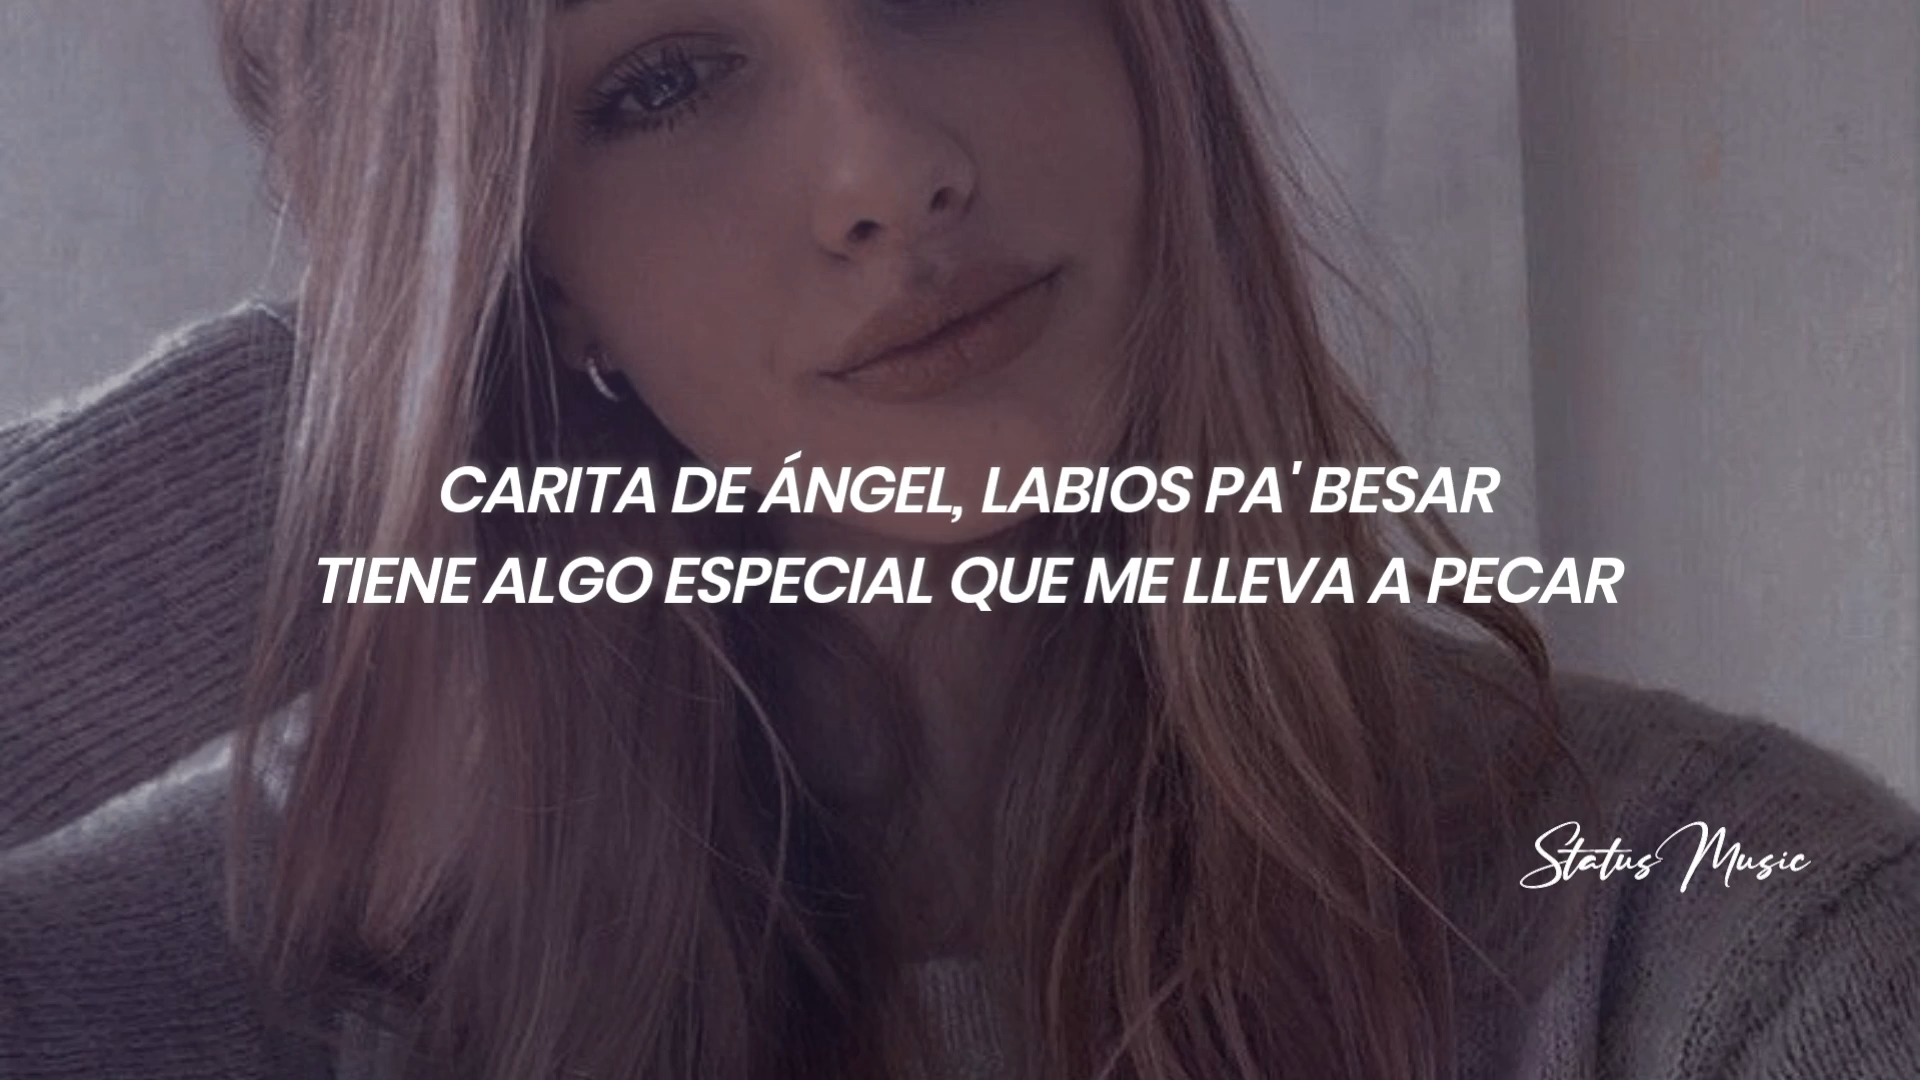 CARITA DE ÁNGEL, LABIOS PA' BESAR
TIENE ALGO ESPECIAL QUE ME LLEVA A PECAR
Status Music